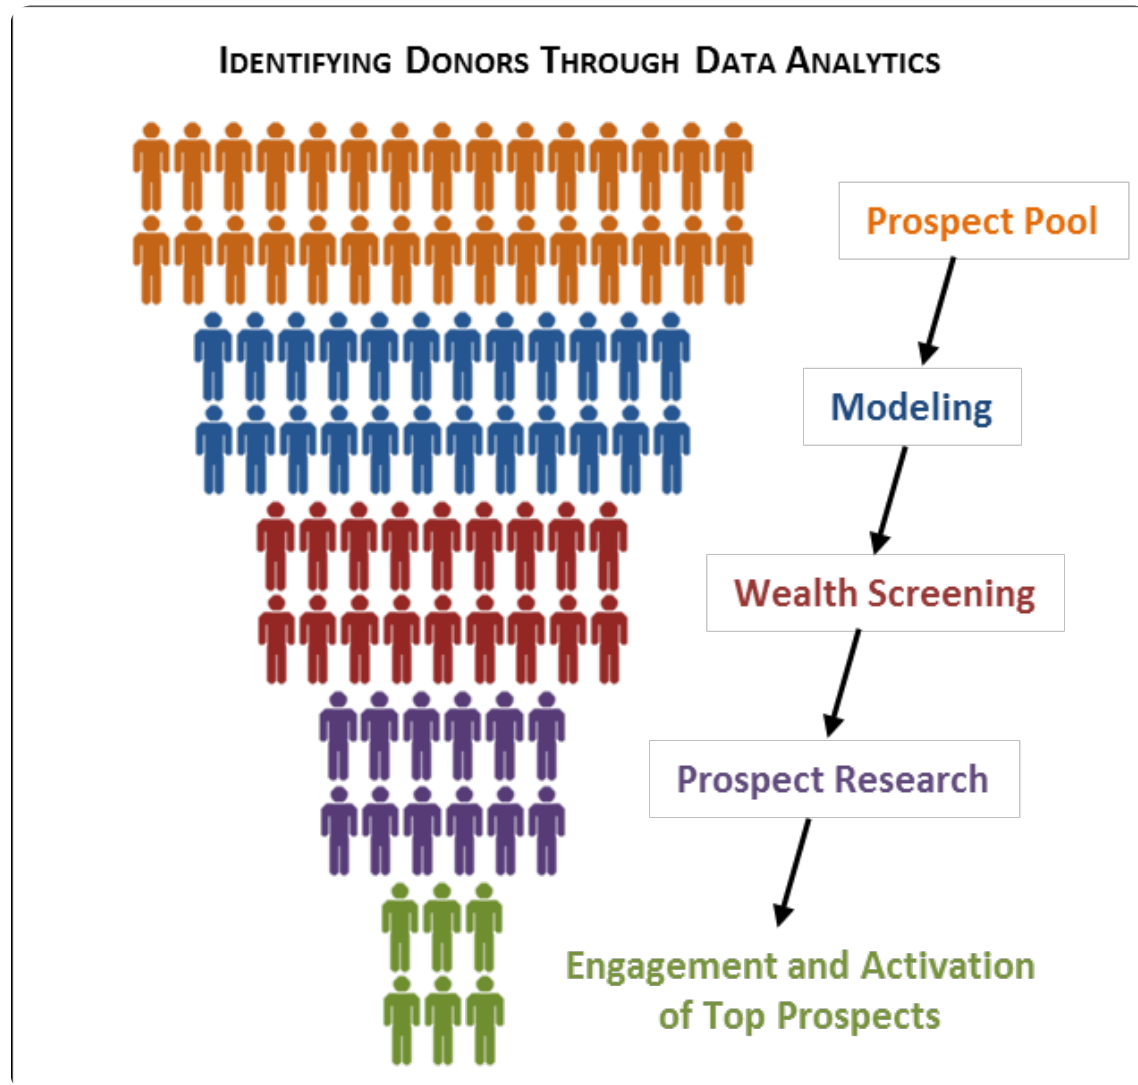 IDENTIFYING DONORS THROUGH DATA ANALYTICS
Prospect Pool
Modeling
Wealth Screening
Prospect Research
Engagement and Activation
of Top Prospects